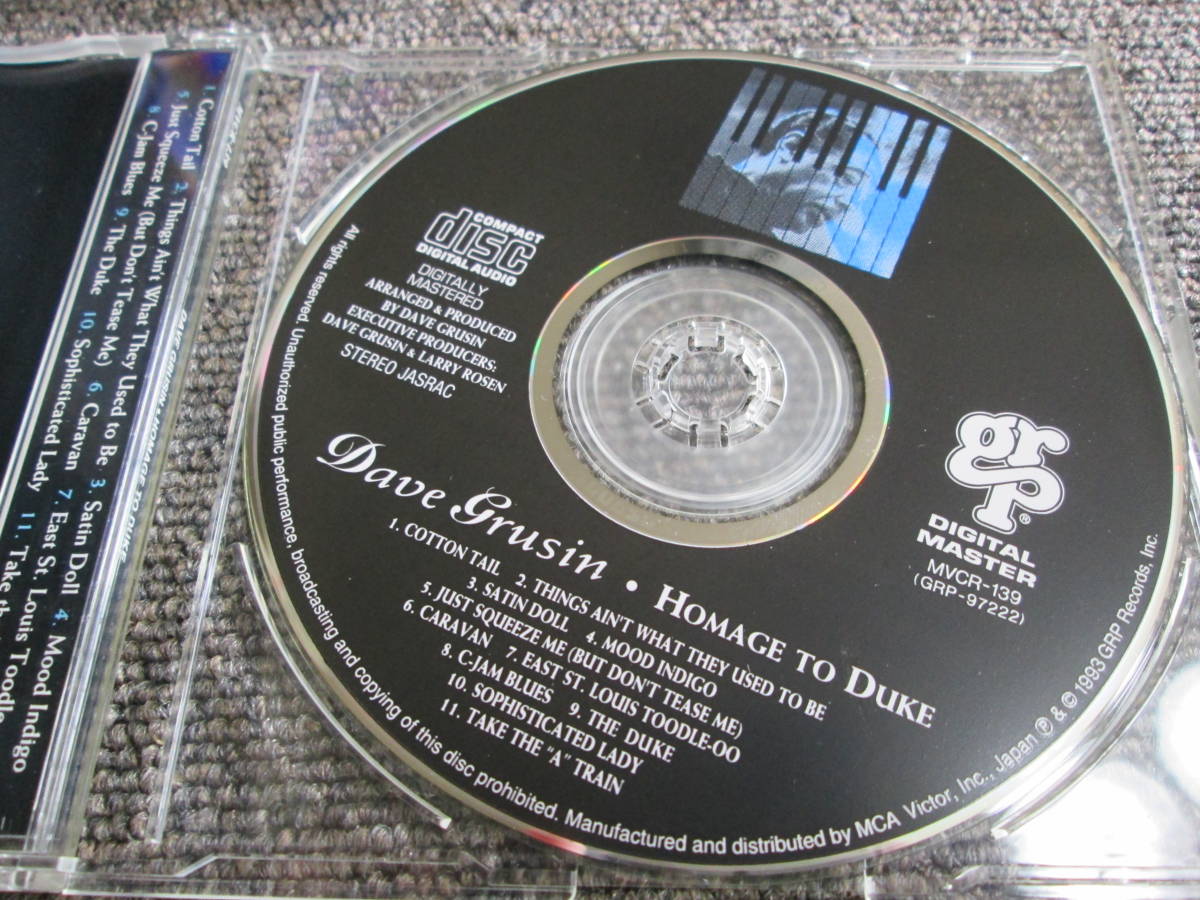 DAVE GRUSIN • HOMAGE TO DUKE
1. Cotton Tail 2. Things Ain't What They Used to Be 3. Satin Doll 4. Mood Indigo
5. Just Squeeze Me (But Don't Tease Me) 6. Caravan 7. East St. Louis Toodle
8. C-Jam Blues 9. The Duke 10. Sophisticated Lady 11. Take
COMPACT
disc
DIGITAL AUDIO
DIGITALLY
MASTERED
ARRANGED & PRODUCED
BY DAVE GRUSIN
EXECUTIVE PRODUCERS:
DAVE GRUSIN & LARRY ROSEN
STEREO JASRAC
grp®
DIGITAL
MASTER
MVCR-139
(GRP-97222)
Dave Grusin • HOMAGE TO DUKE
1. COTTON TAIL 2. THINGS AIN'T WHAT THEY USED TO BE
3. SATIN DOLL 4. MOOD INDIGO
5. JUST SQUEEZE ME (BUT DON'T TEASE ME)
6. CARAVAN 7. EAST ST. LOUIS TOODLE-OO
8. C-JAM BLUES 9. THE DUKE
10. SOPHISTICATED LADY
11. TAKE THE "A" TRAIN
All rights reserved. Unauthorized public performance, broadcasting and copying of this disc prohibited. Manufactured and distributed by MCA Victor, Inc., Japan ℗ & © 1993 GRP Records, Inc.